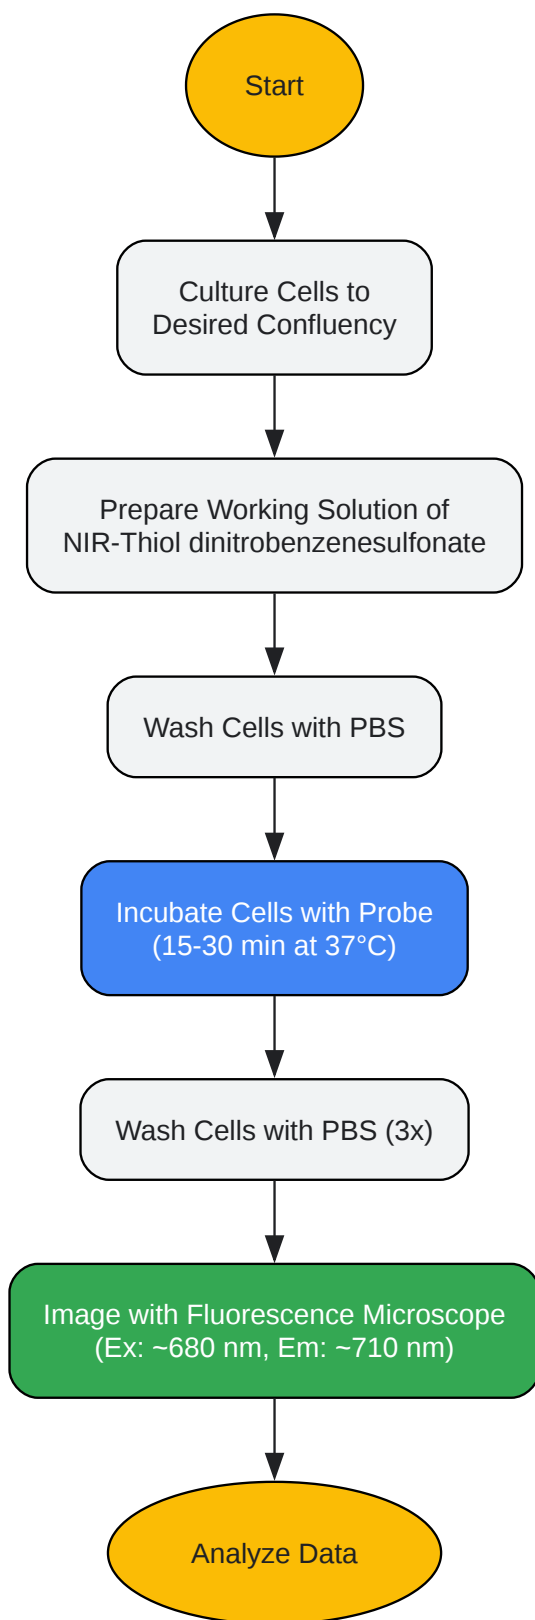 Start
Culture Cells to
Desired Confluency
Prepare Working Solution of
NIR-Thiol dinitrobenzenesulfonate
Wash Cells with PBS
Incubate Cells with Probe
(15-30 min at 37°C)
Wash Cells with PBS (3x)
Image with Fluorescence Microscope
(Ex: ~680 nm, Em: ~710 nm)
Analyze Data